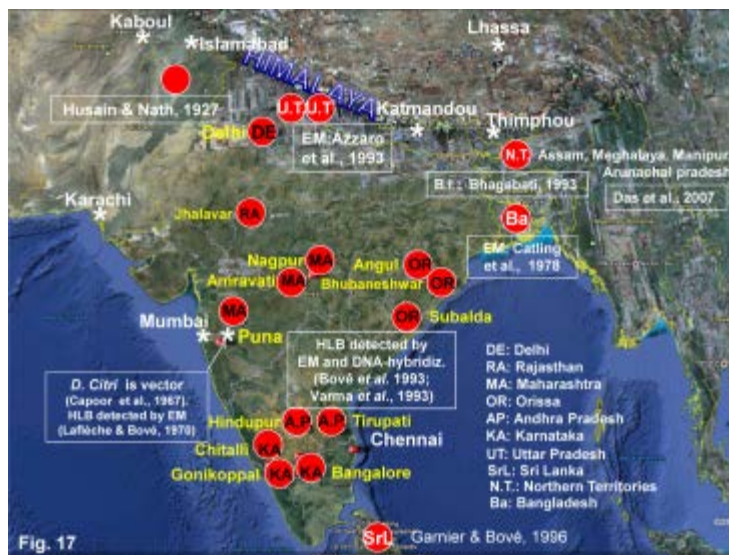 Kaboul
Islamabad
Lhassa
HIMALAYA
Husain & Nath, 1927
U.T U.T
Katmandou
Thimphou
Delhi DE
EM: Azzaro
et al., 1993
N.T. Assam, Meghalaya, Manipur
Arunachal pradesh
B.f.: Bhagabati, 1993
Das et al., 2007
Karachi
Jhalavar RA
Ba
EM: Catling
et al., 1978
Nagpur MA
Amravati MA
Angul OR
Bhubaneshwar OR
MA
OR Subalda
Mumbai
Puna
HLB detected by
EM and DNA-hybridiz.
(Bové et al. 1993;
Varma et al., 1993)
D. Citri is vector
(Capoor et al., 1967).
HLB detected by EM
(Laflèche & Bové, 1970)
DE: Delhi
RA: Rajasthan
MA: Maharashtra
OR: Orissa
AP: Andhra Pradesh
KA: Karnataka
UT: Uttar Pradesh
SrL: Sri Lanka
N.T.: Northern Territories
Ba: Bangladesh
Hindupur A.P.
A.P. Tirupati
Chitalli KA
Chennai
Gonikoppal KA
KA Bangalore
Fig. 17
SrL Garnier & Bové, 1996